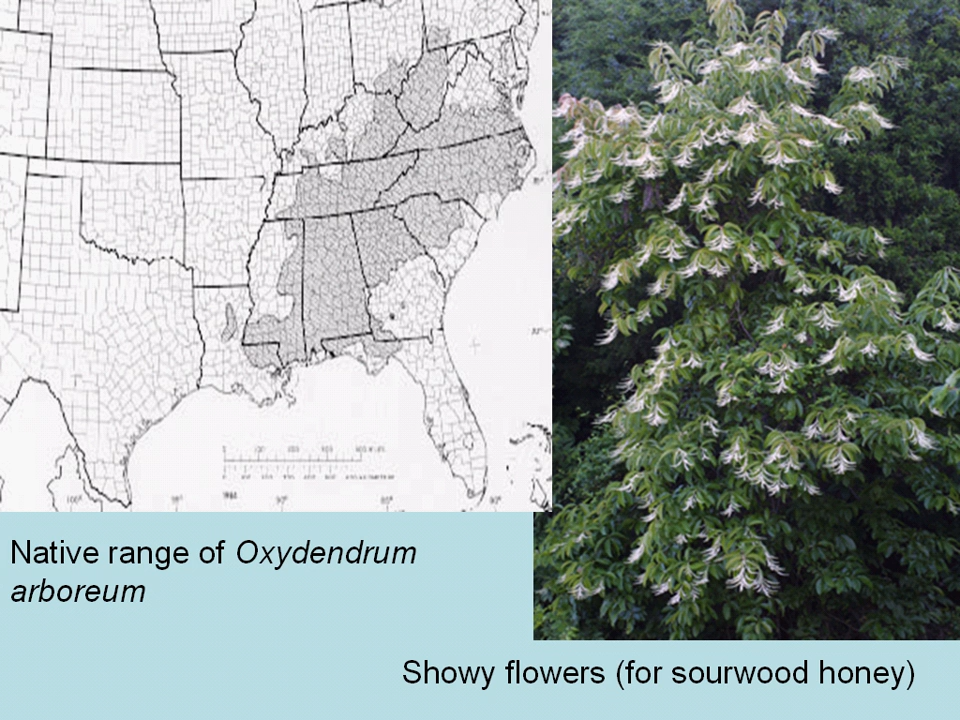 Native range of Oxydendrum
arboreum
Showy flowers (for sourwood honey)